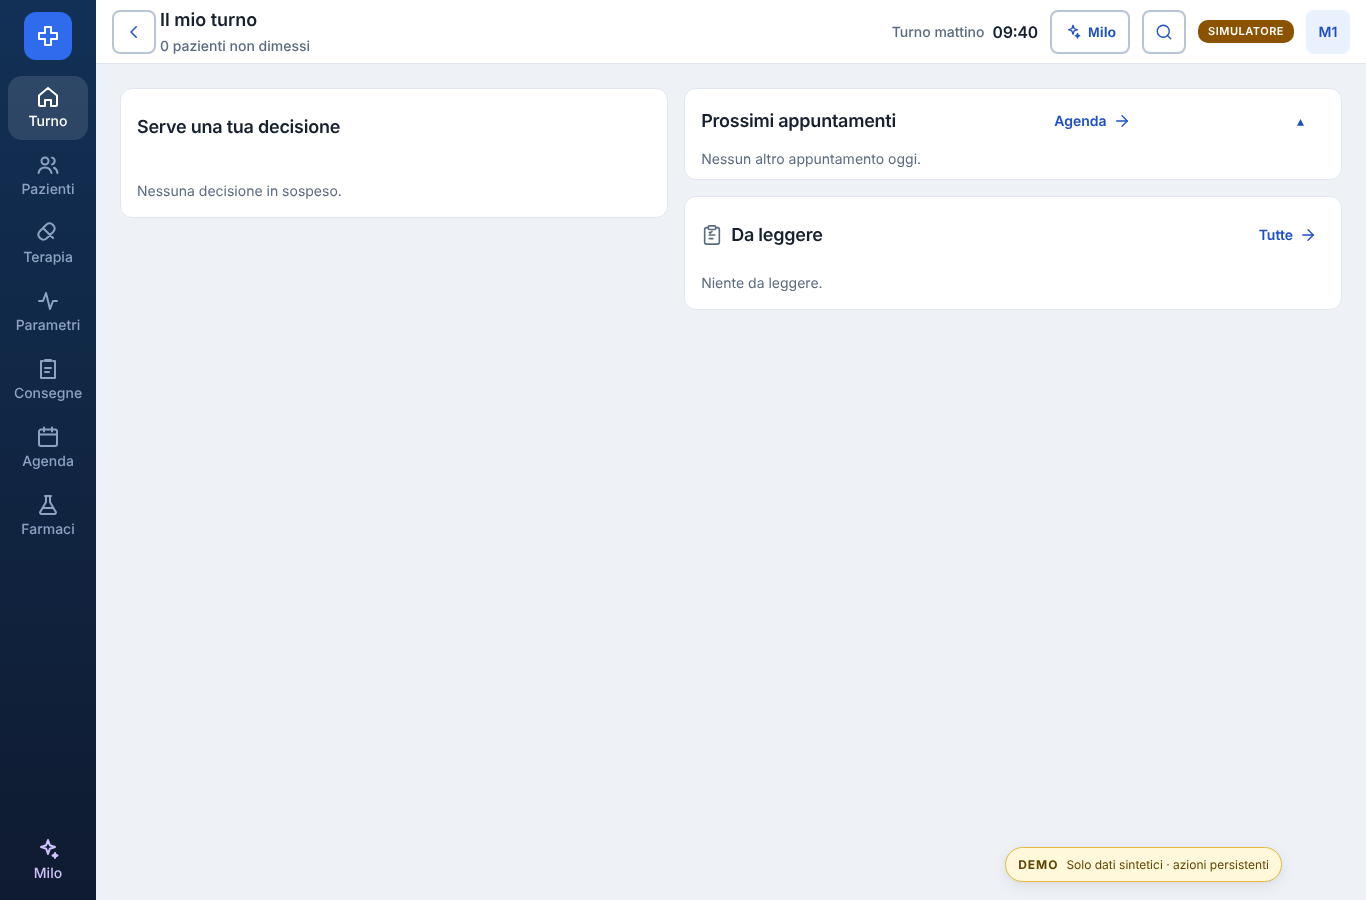 Il mio turno
0 pazienti non dimessi
Turno mattino 09:40
Milo
SIMULATORE
M1
Turno
Pazienti
Terapia
Parametri
Consegne
Agenda
Farmaci
Milo
Serve una tua decisione
Nessuna decisione in sospeso.
Prossimi appuntamenti
Agenda →
▲
Nessun altro appuntamento oggi.
Da leggere
Tutte →
Niente da leggere.
DEMO Solo dati sintetici · azioni persistenti